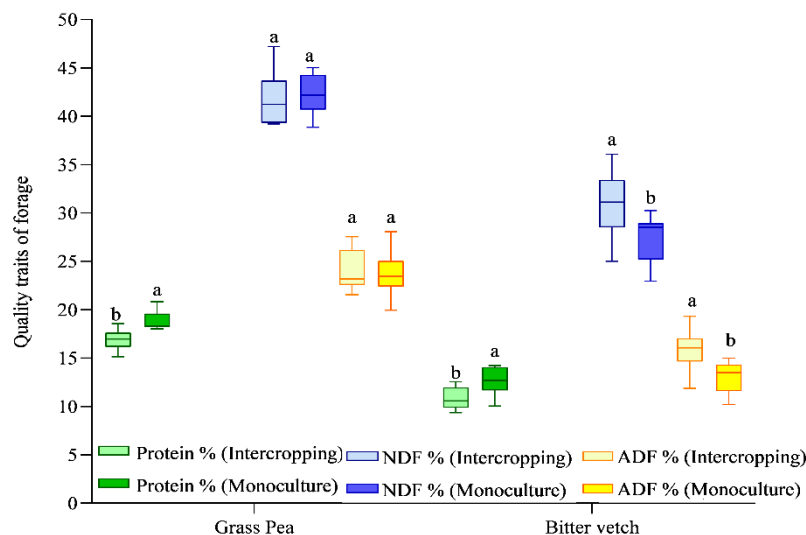 50
45
40
35
30
25
20
15
10
5
0
Quality traits of forage
a a
a
b
a a
a
b
a
b
a
b
Protein % (Intercropping) NDF % (Intercropping) ADF % (Intercropping)
Protein % (Monoculture) NDF % (Monoculture) ADF % (Monoculture)
Grass Pea Bitter vetch